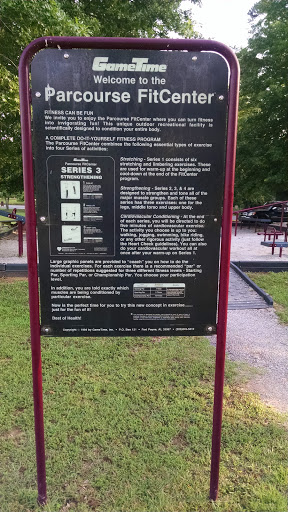 GameTime
Welcome to the
Parcourse FitCenter
FITNESS CAN BE FUN
We invite you to enjoy the Parcourse FitCenter where you can turn fitness
into invigorating fun! This unique outdoor recreational facility is
scientifically designed to condition your entire body.
A COMPLETE DO-IT-YOURSELF FITNESS PROGRAM
The Parcourse FitCenter combines the following essential types of exercise
into four Series of activities:
Parcourse FitCenter
SERIES 3
STRENGTHENING
Stretching - Series 1 consists of six
stretching and limbering exercises. These
are used for warm-up at the beginning and
cool-down at the end of the FitCenter
program.
Strengthening - Series 2, 3, & 4 are
designed to strengthen and tone all of the
major muscle groups. Each of these
series has three exercises: one for the
legs, midsection and upper body.
Cardiovascular Conditioning - At the end
of each series, you will be directed to do
five minutes of cardiovascular exercise:
The activity you choose is up to you:
walking, jogging, swimming, bike riding,
or any other rigorous activity (just follow
the Heart Check guidelines). You can also
do your cardiovascular workout all at
once after your warm-up on Series 1.
Large graphic panels are provided to "coach" you on how to do the
individual exercises. For each exercise there is a recommended "par" or
number of repetitions suggested for three different fitness levels - Starting
Par, Sporting Par, or Championship Par. You choose your participation
level.
In addition, you are told exactly which
muscles are being conditioned by
particular exercise.
Now is the perfect time for you to try this new concept in exercise......
just for the fun of it!
Best of Health!